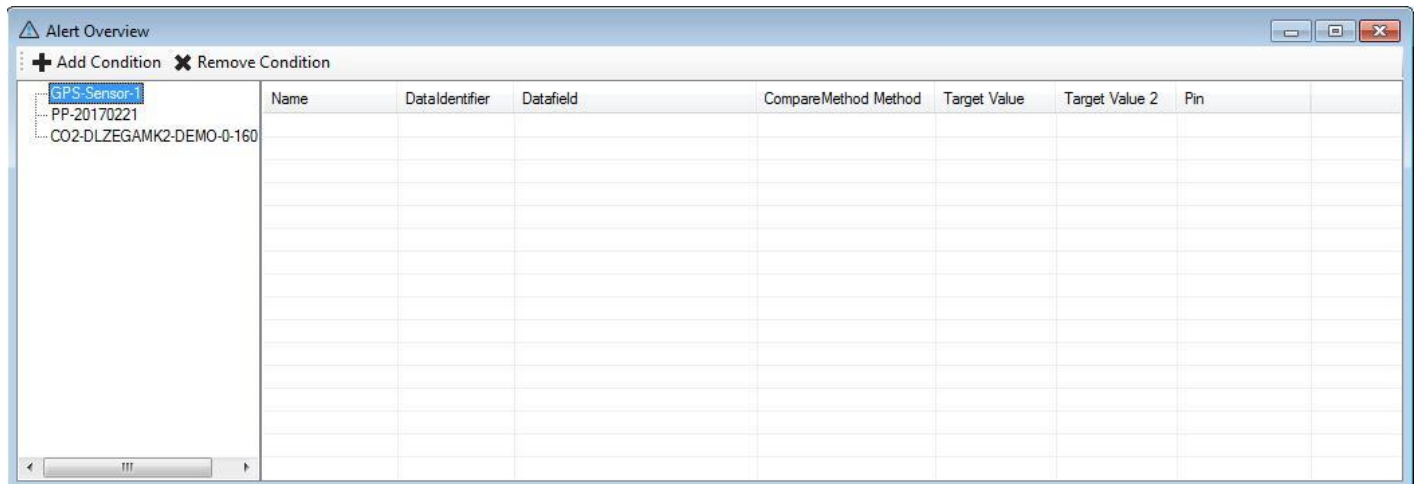 Alert Overview
Add Condition Remove Condition
GPS-Sensor-1
PP-20170221
CO2-DLZEGAMK2-DEMO-0-160
Name DataIdentifier Datafield CompareMethod Method Target Value Target Value 2 Pin